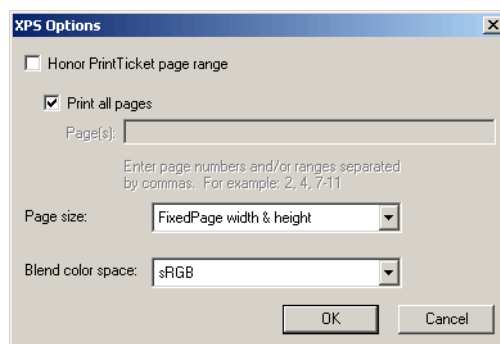 XPS Options
Honor PrintTicket page range
Print all pages
Page(s):
Enter page numbers and/or ranges separated
by commas. For example: 2, 4, 7-11
Page size: FixedPage width & height
Blend color space: sRGB
OK Cancel